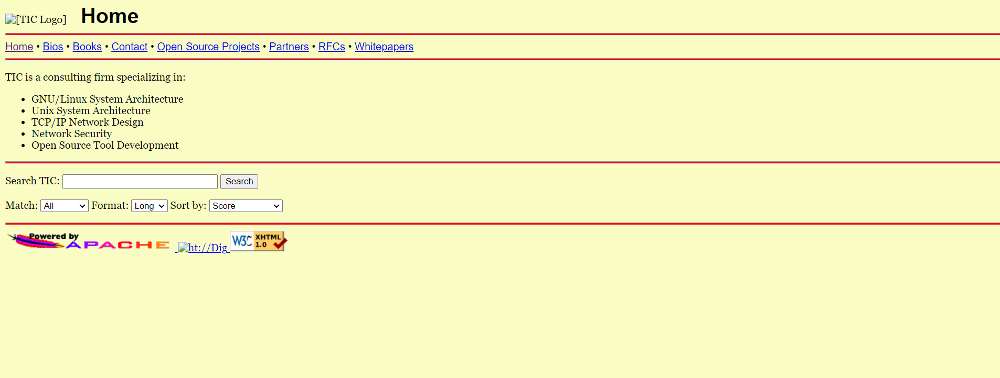 [TIC Logo] Home
Home • Bios • Books • Contact • Open Source Projects • Partners • RFCs • Whitepapers
TIC is a consulting firm specializing in:
• GNU/Linux System Architecture
• Unix System Architecture
• TCP/IP Network Design
• Network Security
• Open Source Tool Development
Search TIC: Search
Match: All Format: Long Sort by: Score
Powered by
APACHE ht://Dig W3C XHTML
1.0